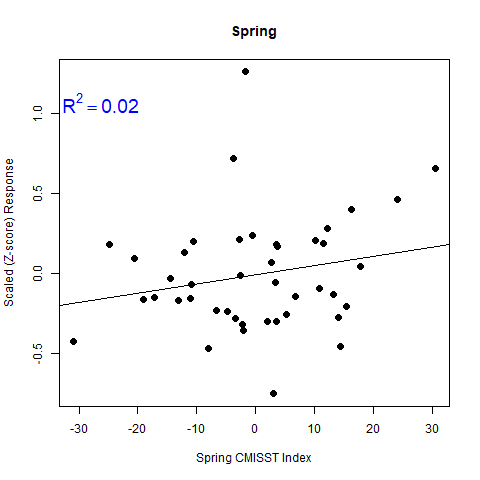 Spring
R² = 0.02
Scaled (Z-score) Response
1.0
0.5
0.0
-0.5
-30 -20 -10 0 10 20 30
Spring CMISST Index